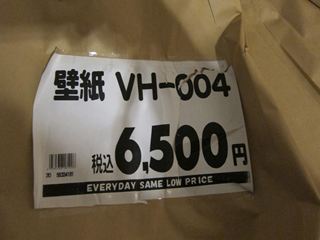 壁紙 VH-004
税込 6,500円
EVERYDAY SAME LOW PRICE